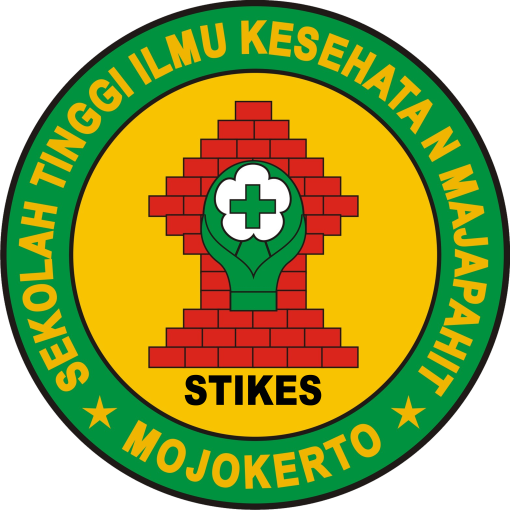 SEKOLAH TINGGI ILMU KESEHATA N MAJAPAHIT
STIKES
MOJOKERTO